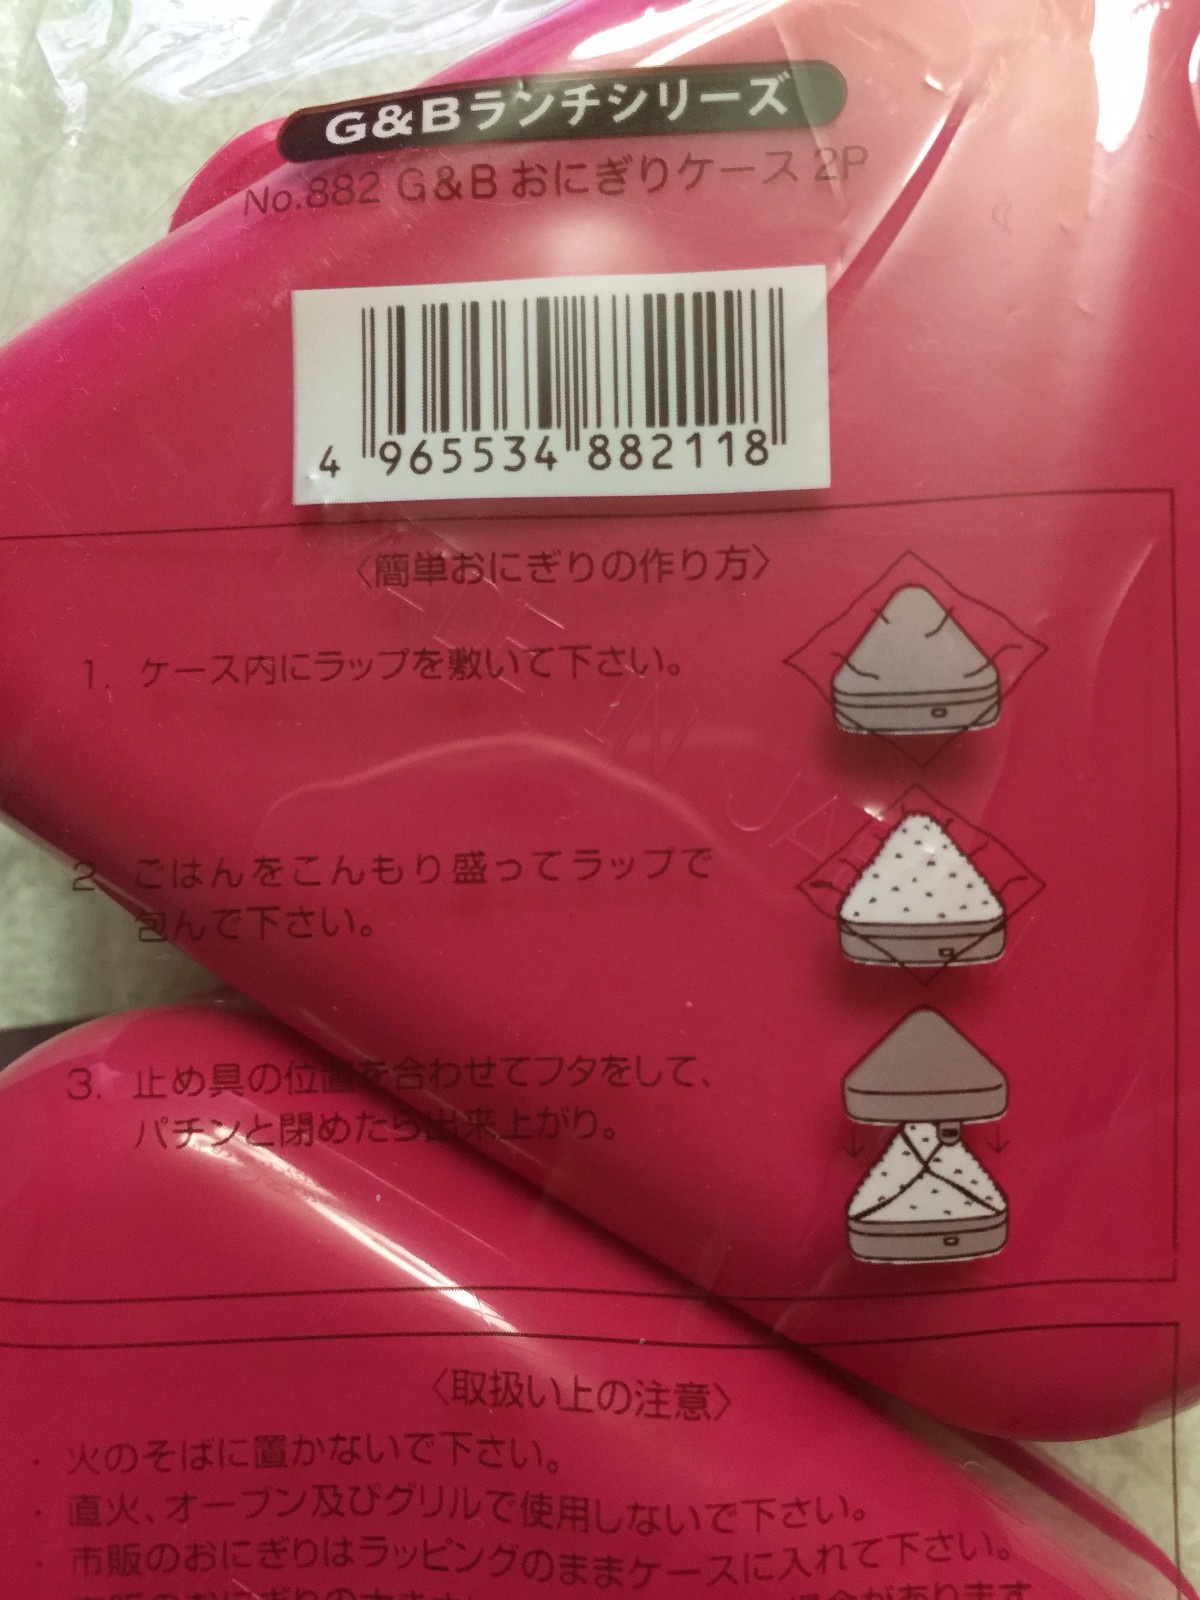 G&Bランチシリーズ
No.882 G&B おにぎりケース 2P
4 965534 882118
〈簡単おにぎりの作り方〉
MADE IN JA
1. ケース内にラップを敷いて下さい。
2. ごはんをこんもり盛ってラップで
包んで下さい。
3. 止め具の位置を合わせてフタをして、
パチンと閉めたら出来上がり。
〈取扱い上の注意〉
・火のそばに置かないで下さい。
・直火、オーブン及びグリルで使用しないで下さい。
・市販のおにぎりはラッピングのままケースに入れて下さい。